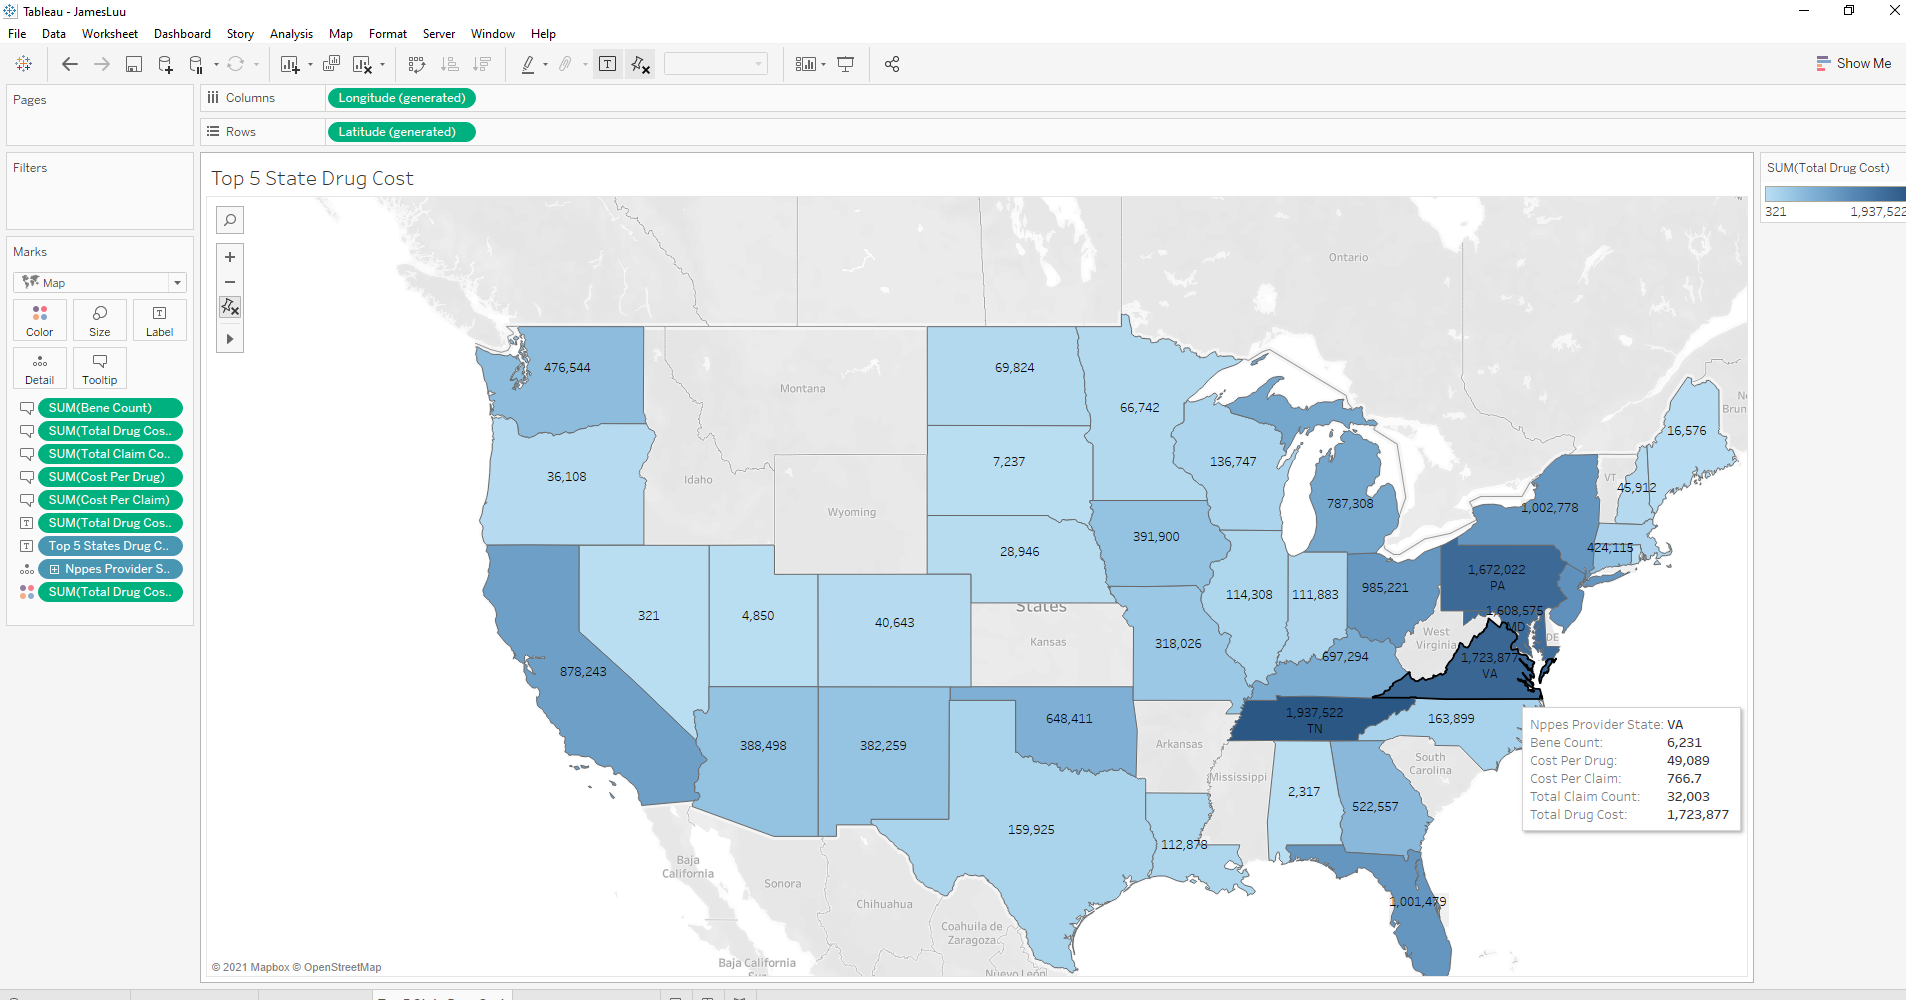 Tableau - JamesLuu
File Data Worksheet Dashboard Story Analysis Map Format Server Window Help
Show Me
Pages
Columns
Longitude (generated)
Rows
Latitude (generated)
Filters
Marks
Map
Color Size Label
Detail Tooltip
SUM(Bene Count)
SUM(Total Drug Cos..
SUM(Total Claim Co..
SUM(Cost Per Drug)
SUM(Cost Per Claim)
SUM(Total Drug Cos..
Top 5 States Drug C..
Nppes Provider S..
SUM(Total Drug Cos..
Top 5 State Drug Cost
SUM(Total Drug Cost)
321 1,937,522
Ontario
476,544
Montana
69,824
66,742
16,576
36,108
Idaho
7,237
136,747
VT
45,912
Wyoming
787,308
1,002,778
28,946
391,900
424,115
1,672,022
PA
985,221
114,308
111,883
321
4,850
40,643
States
Kansas
318,026
1,608,575
MD
DE
West
Virginia
697,294
1,723,877
VA
878,243
648,411
1,937,522
TN
163,899
388,498
382,259
Arkansas
Mississippi
South
Carolina
2,317
522,557
159,925
112,878
1,001,479
Nppes Provider State: VA
Bene Count: 6,231
Cost Per Drug: 49,089
Cost Per Claim: 766.7
Total Claim Count: 32,003
Total Drug Cost: 1,723,877
Baja
California
Sonora
Chihuahua
Coahuila de
Zaragoza
Baja California
Nuevo León
© 2021 Mapbox © OpenStreetMap